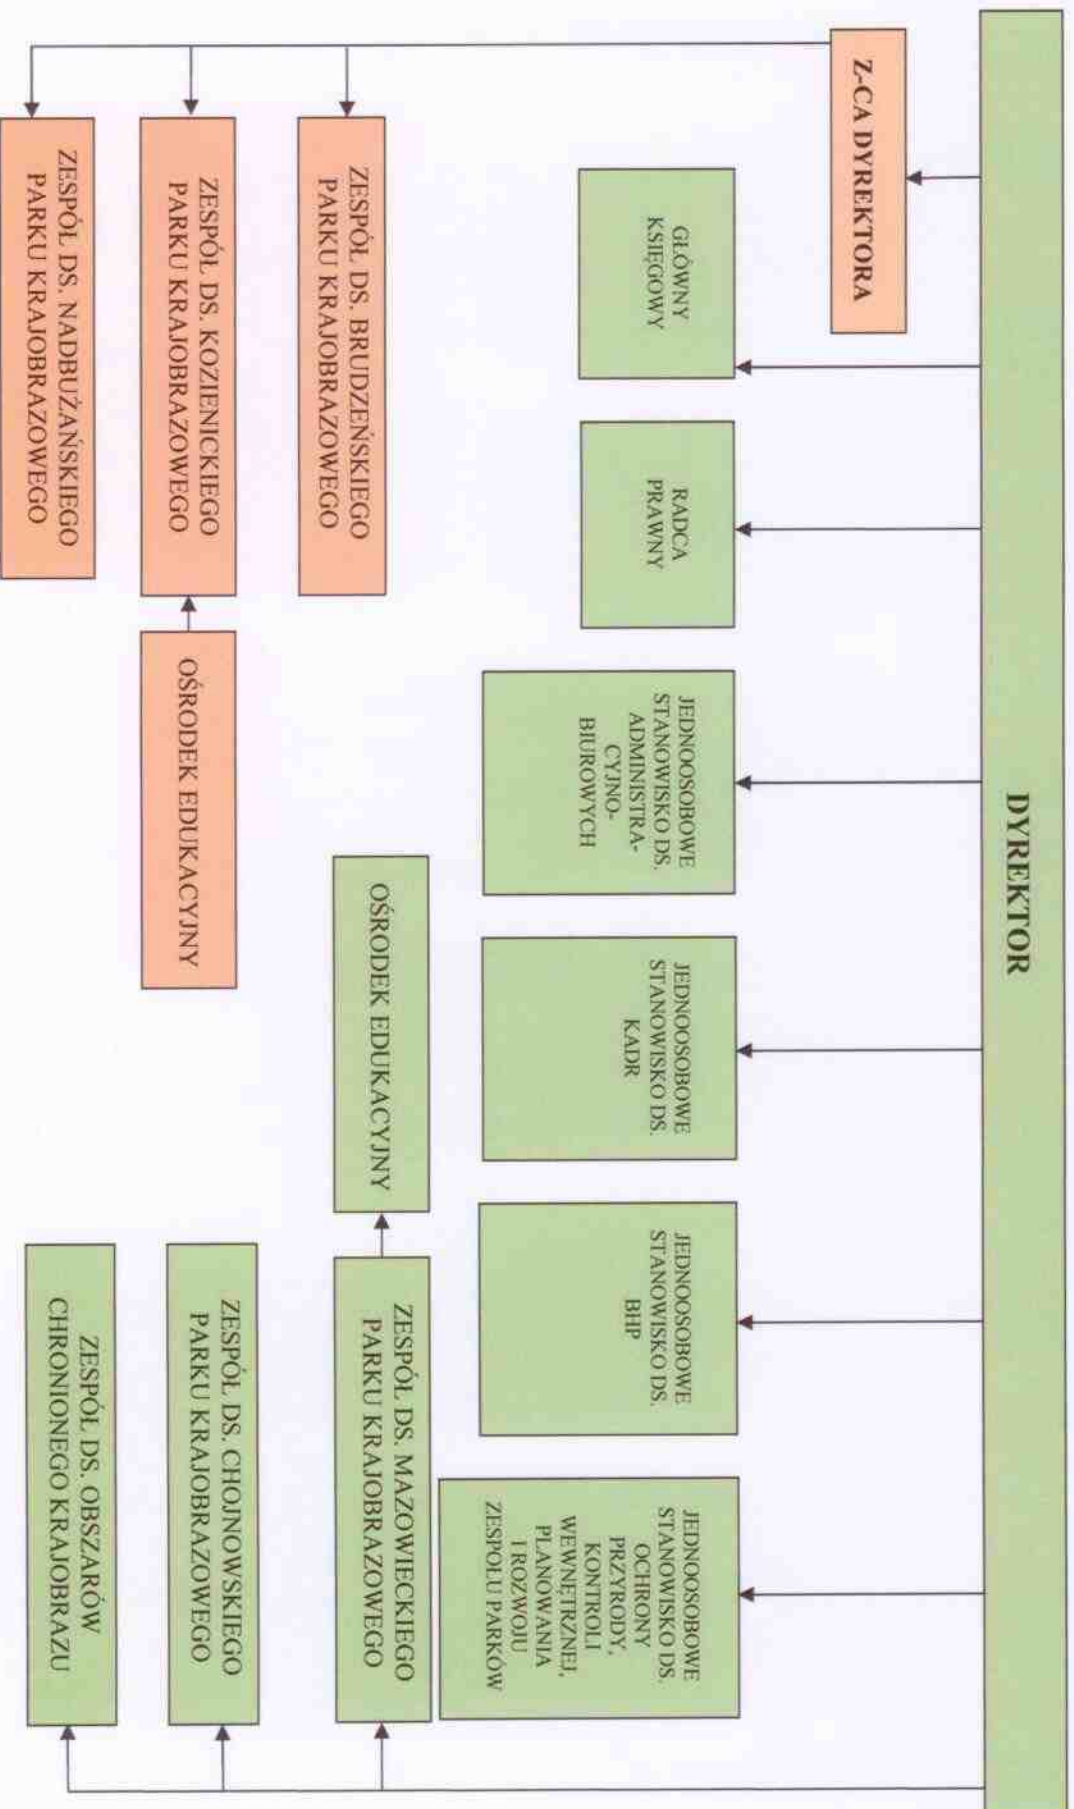 DYREKTOR
Z-CA DYREKTORA
GŁÓWNY
KSIĘGOWY
RADCA
PRAWNY
JEDNOOSOBOWE
STANOWISKO DS.
ADMINISTRA-
CYJNO-
BIUROWYCH
JEDNOOSOBOWE
STANOWISKO DS.
KADR
JEDNOOSOBOWE
STANOWISKO DS.
BHP
JEDNOOSOBOWE
STANOWISKO DS.
OCHRONY
PRZYRODY,
KONTROLI
WEWNĘTRZNEJ,
PLANOWANIA
I ROZWOJU
ZESPOŁU PARKÓW
ZESPÓŁ DS. BRUDZEŃSKIEGO
PARKU KRAJOBRAZOWEGO
OŚRODEK EDUKACYJNY
ZESPÓŁ DS. MAZOWIECKIEGO
PARKU KRAJOBRAZOWEGO
ZESPÓŁ DS. KOZIENICKIEGO
PARKU KRAJOBRAZOWEGO
OŚRODEK EDUKACYJNY
ZESPÓŁ DS. CHOJNOWSKIEGO
PARKU KRAJOBRAZOWEGO
ZESPÓŁ DS. NADBUŻAŃSKIEGO
PARKU KRAJOBRAZOWEGO
ZESPÓŁ DS. OBSZARÓW
CHRONIONEGO KRAJOBRAZU